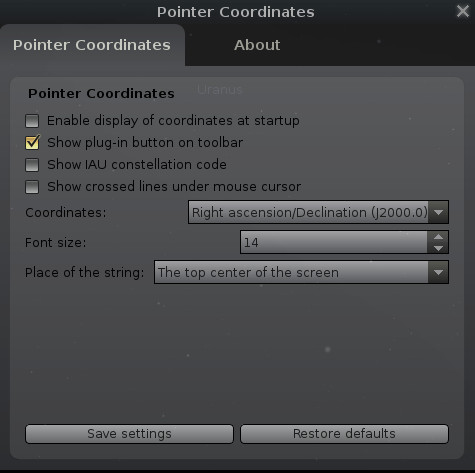 Pointer Coordinates
Pointer Coordinates About
Uranus
Pointer Coordinates
Enable display of coordinates at startup
Show plug-in button on toolbar
Show IAU constellation code
Show crossed lines under mouse cursor
Coordinates: Right ascension/Declination (J2000.0)
Font size: 14
Place of the string: The top center of the screen
Save settings Restore defaults